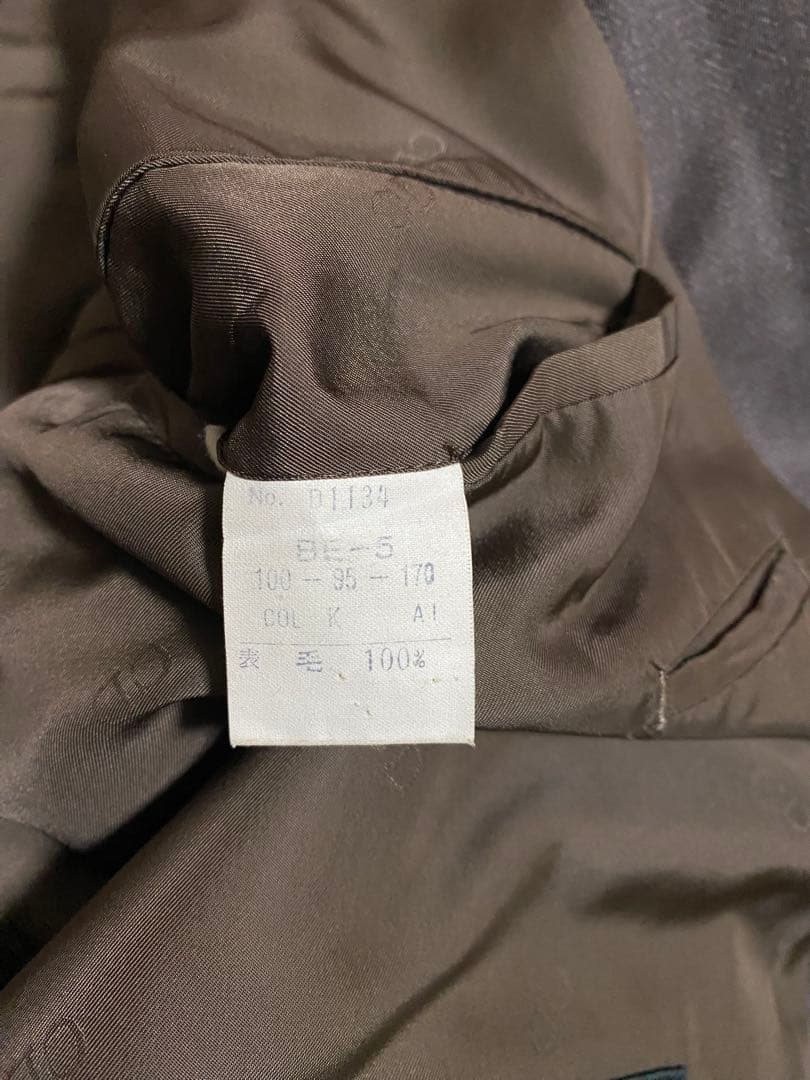 No. D1134
BE-5
100-95-170
COL K A1
表 毛 100%